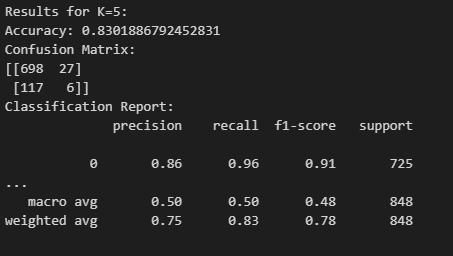 Results for K=5:
Accuracy: 0.8301886792452831
Confusion Matrix:
[[698  27]
 [117   6]]
Classification Report:
              precision    recall  f1-score   support

           0       0.86      0.96      0.91       725
...
   macro avg       0.50      0.50      0.48       848
weighted avg       0.75      0.83      0.78       848